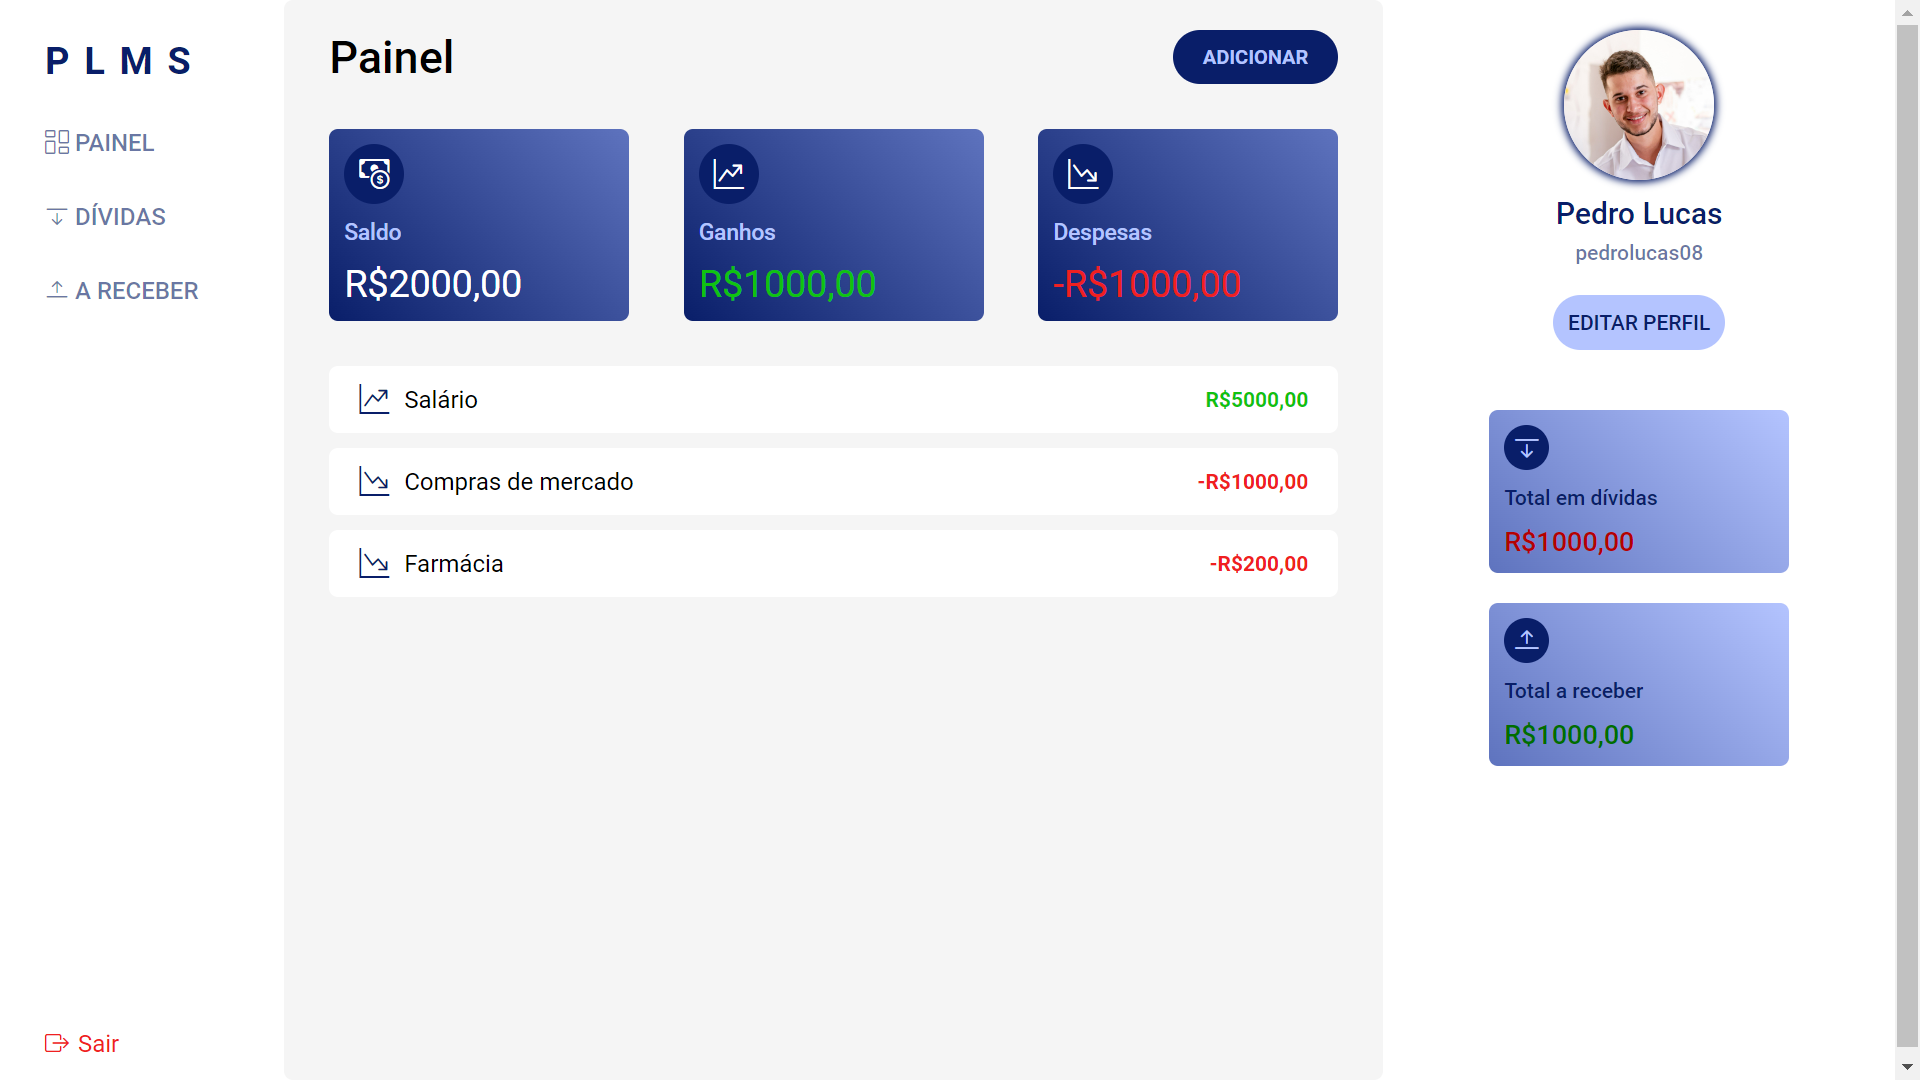 P L M S
PAINEL
DÍVIDAS
A RECEBER
Sair
Painel
ADICIONAR
Saldo
R$2000,00
Ganhos
R$1000,00
Despesas
-R$1000,00
Salário
R$5000,00
Compras de mercado
-R$1000,00
Farmácia
-R$200,00
Pedro Lucas
pedrolucas08
EDITAR PERFIL
Total em dívidas
R$1000,00
Total a receber
R$1000,00